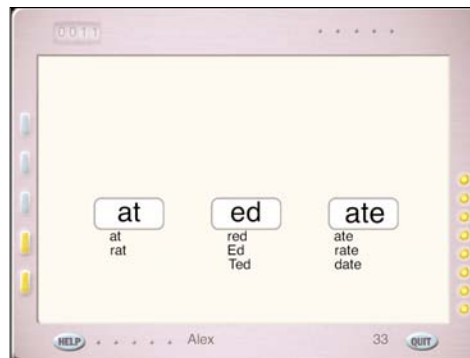 0011
at ed ate
at red ate
rat Ed rate
Ted date
HELP Alex 33 QUIT